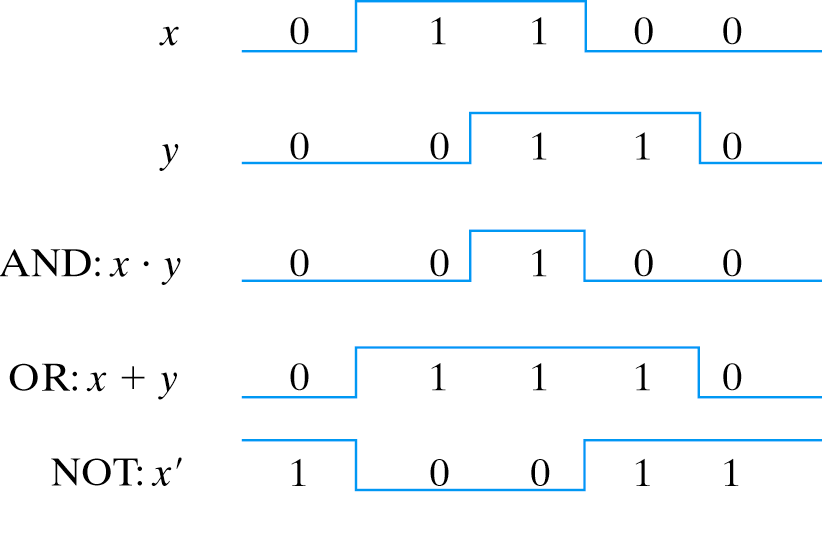 x 0 1 1 0 0
y 0 0 1 1 0
AND: x · y 0 0 1 0 0
OR: x + y 0 1 1 1 0
NOT: x′ 1 0 0 1 1